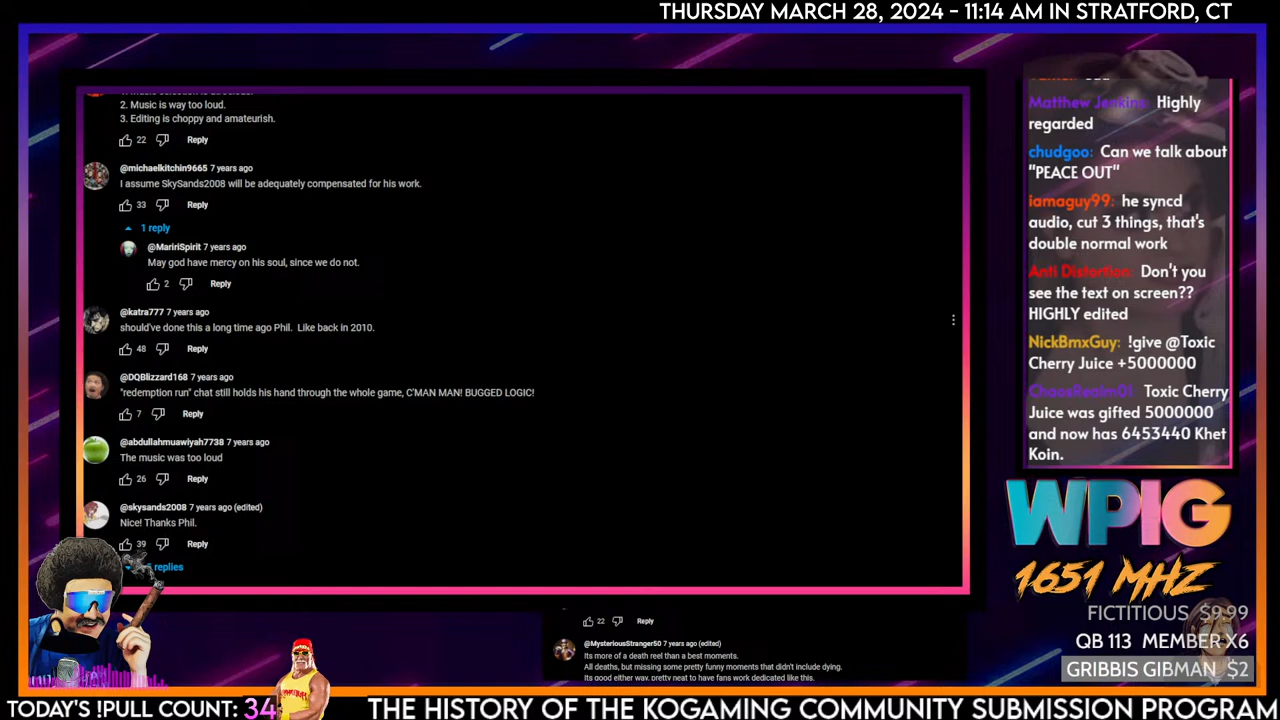 THURSDAY MARCH 28, 2024 - 11:14 AM IN STRATFORD, CT
2. Music is way too loud.
3. Editing is choppy and amateurish.
22 Reply
@michaelkitchin9665 7 years ago
I assume SkySands2008 will be adequately compensated for his work.
33 Reply
1 reply
@MaririSpirit 7 years ago
May god have mercy on his soul, since we do not.
2 Reply
@katra777 7 years ago
should've done this a long time ago Phil. Like back in 2010.
48 Reply
@DQBlizzard168 7 years ago
"redemption run" chat still holds his hand through the whole game, C'MAN MAN! BUGGED LOGIC!
7 Reply
@abdullahmuawiyah7738 7 years ago
The music was too loud
26 Reply
@skysands2008 7 years ago (edited)
Nice! Thanks Phil.
39 Reply
replies
22 Reply
@MysteriousStranger50 7 years ago (edited)
Its more of a death reel than a best moments.
All deaths, but missing some pretty funny moments that didn't include dying.
Its good either way, pretty neat to have fans work dedicated like this.
Matthew Jenkins: Highly
regarded
chudgoo: Can we talk about
"PEACE OUT"
iamaguy99: he syncd
audio, cut 3 things, that's
double normal work
Anti Distortion: Don't you
see the text on screen??
HIGHLY edited
NickBmxGuy: !give @Toxic
Cherry Juice +5000000
ChaosRealm01 Toxic Cherry
Juice was gifted 5000000
and now has 6453440 Khet
Koin.
WPIG
1651 MHZ
FICTITIOUS $9.99
QB 113 MEMBER X6
GRIBBIS GIBMAN $2
TODAY'S !PULL COUNT: 34
THE HISTORY OF THE KOGAMING COMMUNITY SUBMISSION PROGRAM